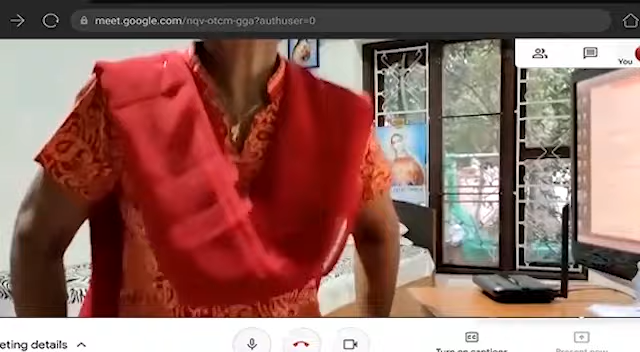 meet.google.com/nqv-otcm-gga?authuser=0
You
eting details
Turn on captions
Present now